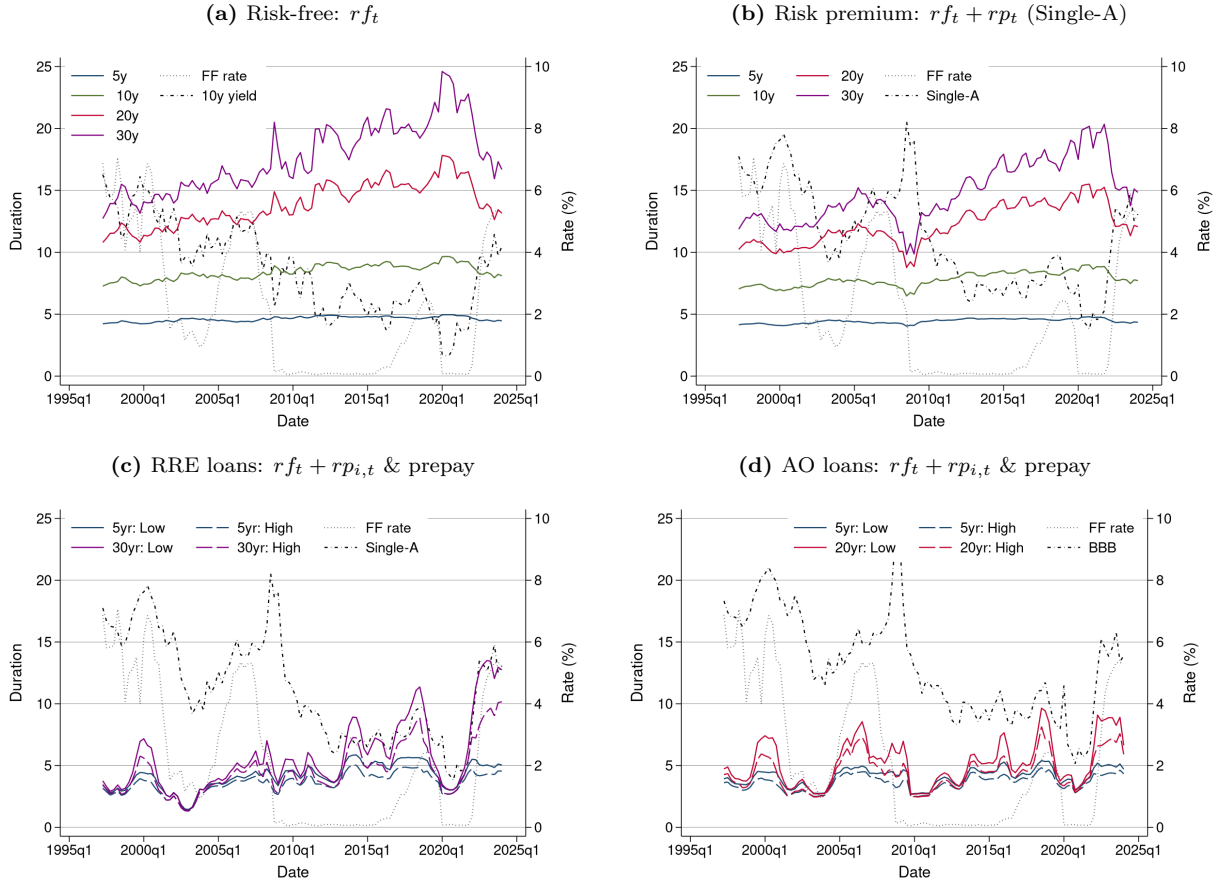 (a) Risk-free: rf_t
25
20
15
10
5
0
Duration
10
8
6
4
2
0
Rate (%)
5y
10y
20y
30y
FF rate
10y yield
1995q1 2000q1 2005q1 2010q1 2015q1 2020q1 2025q1
Date
(b) Risk premium: rf_t + rp_t (Single-A)
25
20
15
10
5
0
Duration
10
8
6
4
2
0
Rate (%)
5y
10y
20y
30y
FF rate
Single-A
1995q1 2000q1 2005q1 2010q1 2015q1 2020q1 2025q1
Date
(c) RRE loans: rf_t + rp_{i,t} & prepay
25
20
15
10
5
0
Duration
10
8
6
4
2
0
Rate (%)
5yr: Low
30yr: Low
5yr: High
30yr: High
FF rate
Single-A
1995q1 2000q1 2005q1 2010q1 2015q1 2020q1 2025q1
Date
(d) AO loans: rf_t + rp_{i,t} & prepay
25
20
15
10
5
0
Duration
10
8
6
4
2
0
Rate (%)
5yr: Low
20yr: Low
5yr: High
20yr: High
FF rate
BBB
1995q1 2000q1 2005q1 2010q1 2015q1 2020q1 2025q1
Date